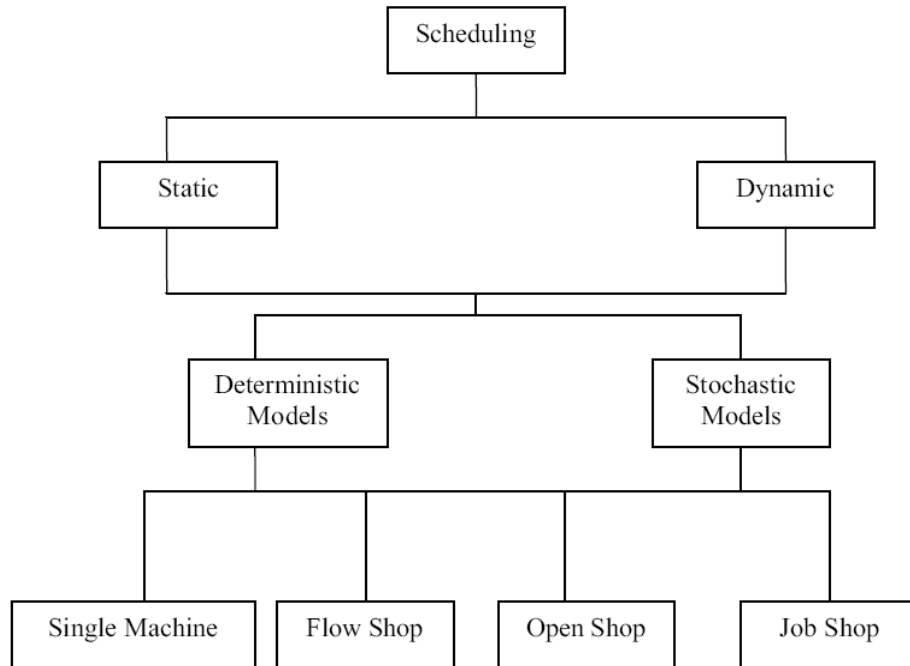 Scheduling
Static
Dynamic
Deterministic
Models
Stochastic
Models
Single Machine
Flow Shop
Open Shop
Job Shop